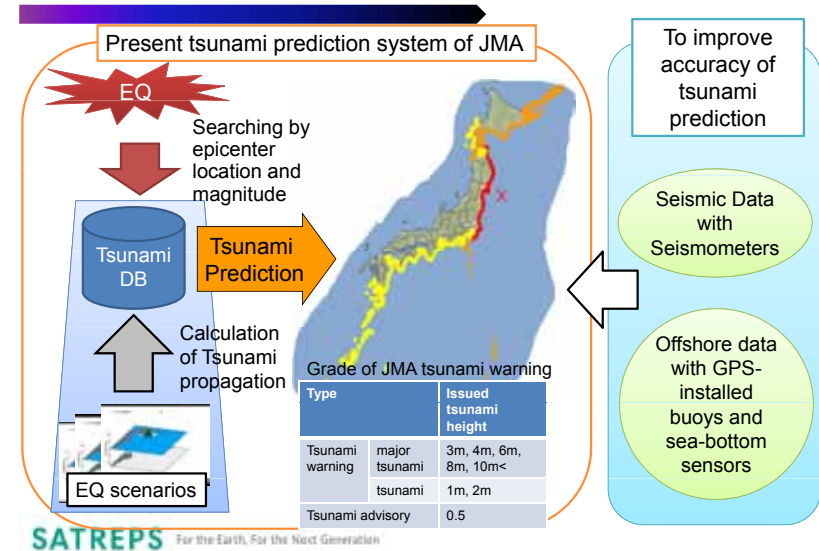 Present tsunami prediction system of JMA
EQ
Searching by
epicenter
location and
magnitude
Tsunami
DB
Tsunami
Prediction
Calculation
of Tsunami
propagation
EQ scenarios
X
Grade of JMA tsunami warning
Type
Issued
tsunami
height
Tsunami
warning
major
tsunami
3m, 4m, 6m,
8m, 10m<
tsunami
1m, 2m
Tsunami advisory
0.5
To improve
accuracy of
tsunami
prediction
Seismic Data
with
Seismometers
Offshore data
with GPS-
installed
buoys and
sea-bottom
sensors
SATREPS For the Earth, For the Next Generation